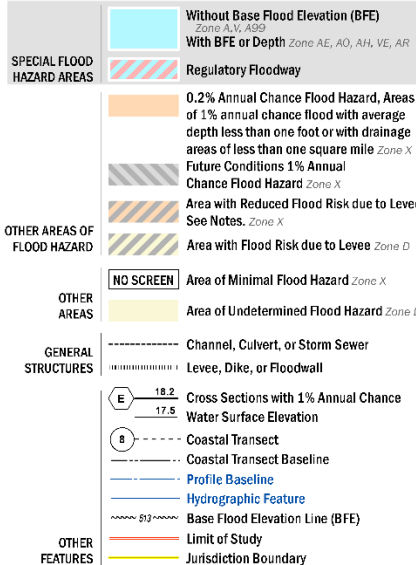 SPECIAL FLOOD
HAZARD AREAS
Without Base Flood Elevation (BFE)
Zone A,V, A99
With BFE or Depth Zone AE, AO, AH, VE, AR
Regulatory Floodway
OTHER AREAS OF
FLOOD HAZARD
0.2% Annual Chance Flood Hazard, Areas
of 1% annual chance flood with average
depth less than one foot or with drainage
areas of less than one square mile Zone X
Future Conditions 1% Annual
Chance Flood Hazard Zone X
Area with Reduced Flood Risk due to Levee
See Notes. Zone X
Area with Flood Risk due to Levee Zone D
OTHER
AREAS
NO SCREEN Area of Minimal Flood Hazard Zone X
Area of Undetermined Flood Hazard Zone
GENERAL
STRUCTURES
Channel, Culvert, or Storm Sewer
Levee, Dike, or Floodwall
OTHER
FEATURES
E 18.2 Cross Sections with 1% Annual Chance
17.5 Water Surface Elevation
8 Coastal Transect
Coastal Transect Baseline
Profile Baseline
Hydrographic Feature
513 Base Flood Elevation Line (BFE)
Limit of Study
Jurisdiction Boundary